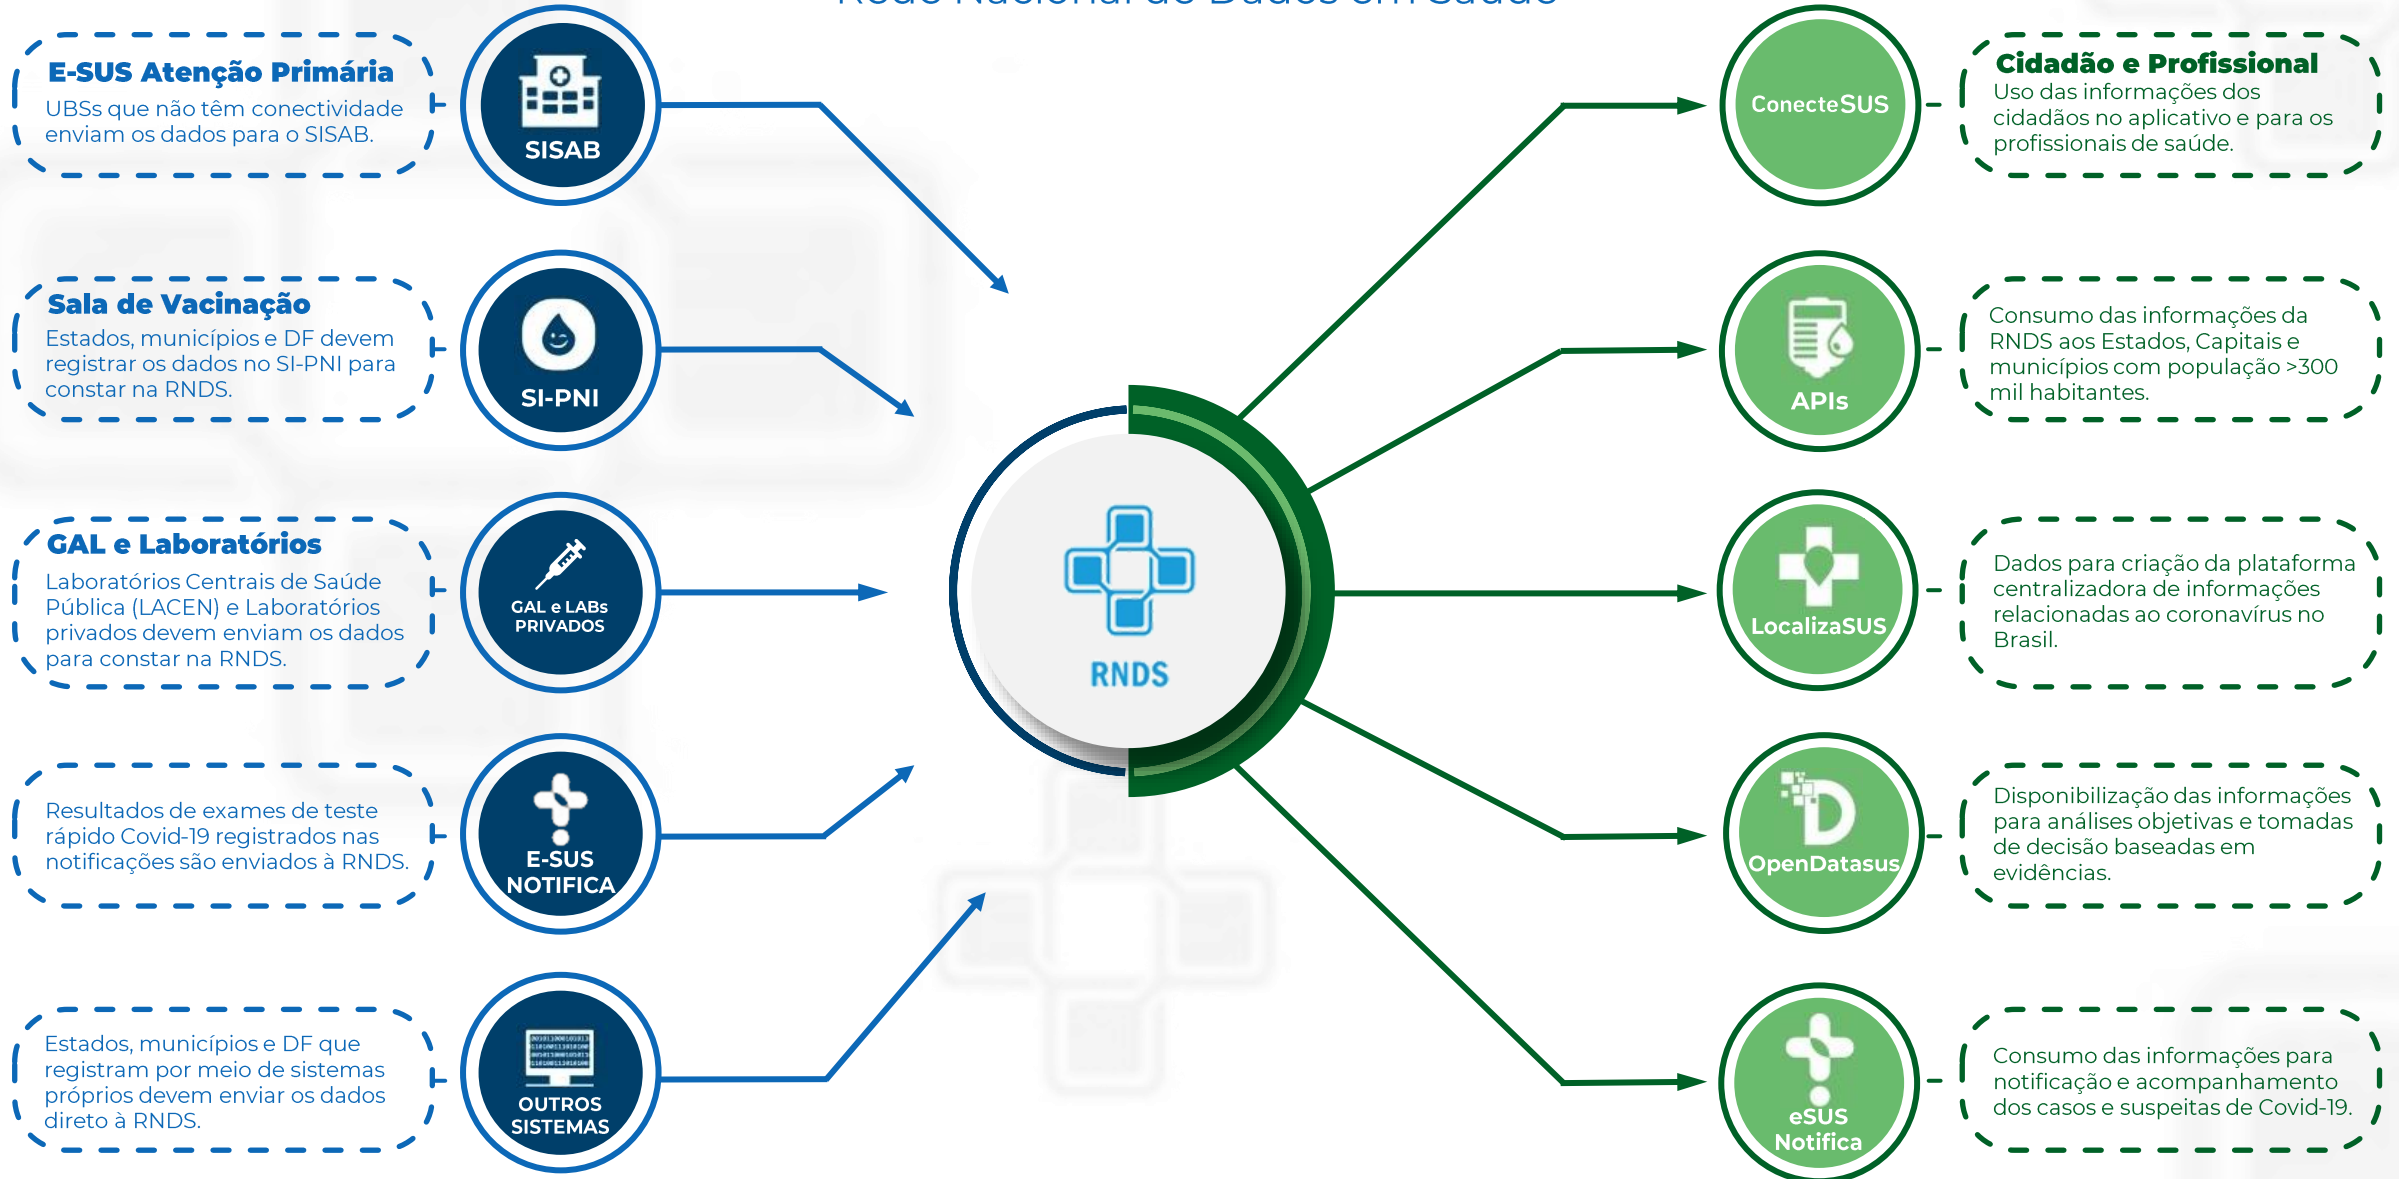 Rede Nacional de Dados em Saúde
E-SUS Atenção Primária
UBSs que não têm conectividade
enviam os dados para o SISAB.
SISAB
Sala de Vacinação
Estados, municípios e DF devem
registrar os dados no SI-PNI para
constar na RNDS.
SI-PNI
GAL e Laboratórios
Laboratórios Centrais de Saúde
Pública (LACEN) e Laboratórios
privados devem enviam os dados
para constar na RNDS.
GAL e LABs
PRIVADOS
Resultados de exames de teste
rápido Covid-19 registrados nas
notificações são enviados à RNDS.
E-SUS
NOTIFICA
Estados, municípios e DF que
registram por meio de sistemas
próprios devem enviar os dados
direto à RNDS.
OUTROS
SISTEMAS
RNDS
ConecteSUS
Cidadão e Profissional
Uso das informações dos
cidadãos no aplicativo e para os
profissionais de saúde.
APIs
Consumo das informações da
RNDS aos Estados, Capitais e
municípios com população >300
mil habitantes.
LocalizaSUS
Dados para criação da plataforma
centralizadora de informações
relacionadas ao coronavírus no
Brasil.
OpenDatasus
Disponibilização das informações
para análises objetivas e tomadas
de decisão baseadas em
evidências.
eSUS
Notifica
Consumo das informações para
notificação e acompanhamento
dos casos e suspeitas de Covid-19.